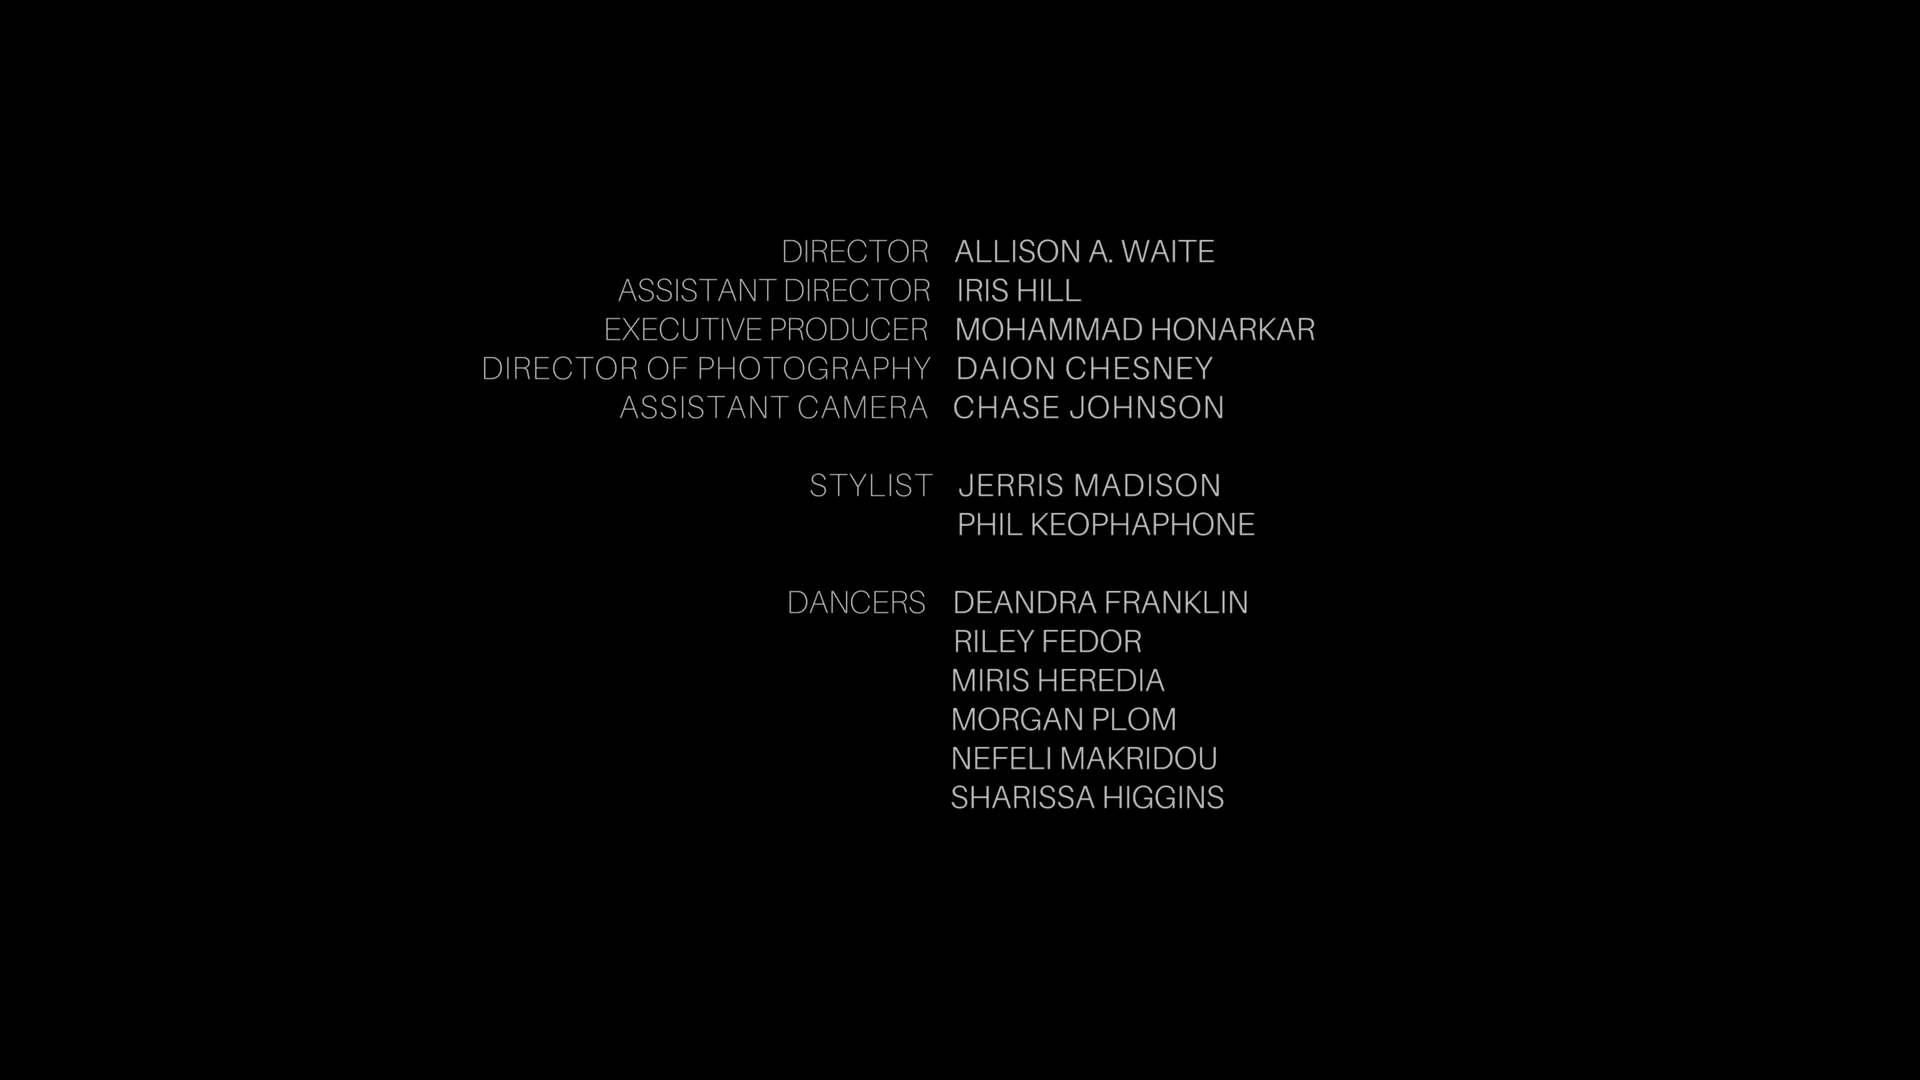 DIRECTOR ALLISON A. WAITE
ASSISTANT DIRECTOR IRIS HILL
EXECUTIVE PRODUCER MOHAMMAD HONARKAR
DIRECTOR OF PHOTOGRAPHY DAION CHESNEY
ASSISTANT CAMERA CHASE JOHNSON
STYLIST JERRIS MADISON
PHIL KEOPHAPHONE
DANCERS DEANDRA FRANKLIN
RILEY FEDOR
MIRIS HEREDIA
MORGAN PLOM
NEFELI MAKRIDOU
SHARISSA HIGGINS